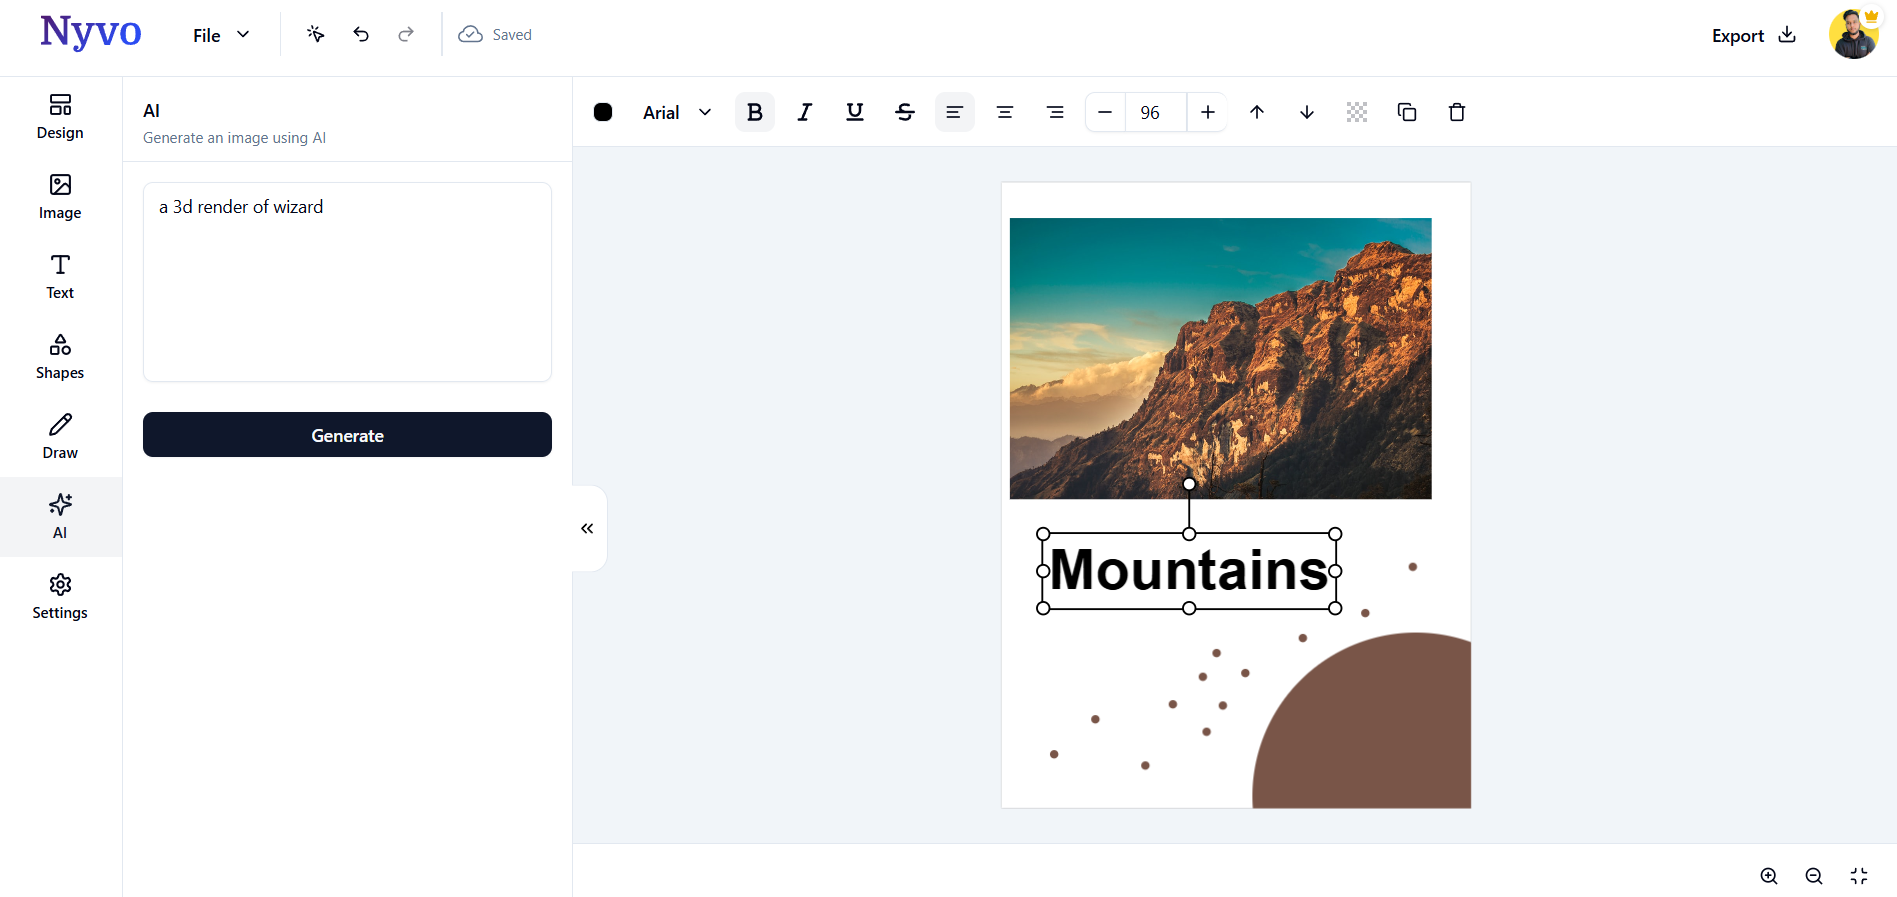 Nyvo
File
Saved
Export
Design
Image
Text
Shapes
Draw
AI
Settings
AI
Generate an image using AI
a 3d render of wizard
Generate
Arial
B I U S
96
Mountains